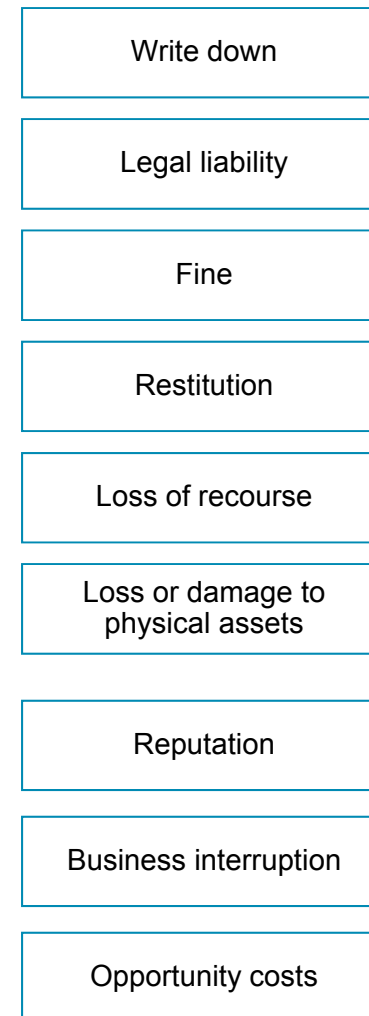 Write down
Legal liability
Fine
Restitution
Loss of recourse
Loss or damage to
physical assets
Reputation
Business interruption
Opportunity costs